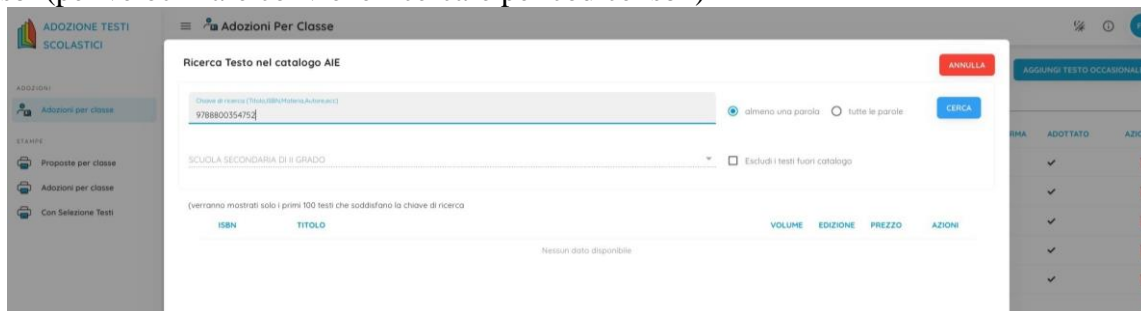 ADOZIONE TESTI
SCOLASTICI
Adozioni Per Classe
Ricerca Testo nel catalogo AIE
ANNULLA
AGGIUNGI TESTO OCCASIONALE
ADOZIONI
Adozioni per classe
Chiave di ricerca (Titolo,ISBN,Materia,Autore,ecc)
9788800354752
almeno una parola
tutte le parole
CERCA
STAMPE
ADOTTATO
Proposte per classe
SCUOLA SECONDARIA DI II GRADO
Escludi i testi fuori catalogo
Adozioni per classe
Con Selezione Testi
(verranno mostrati solo i primi 100 testi che soddisfano la chiave di ricerca
ISBN TITOLO VOLUME EDIZIONE PREZZO AZIONI
Nessun dato disponibile